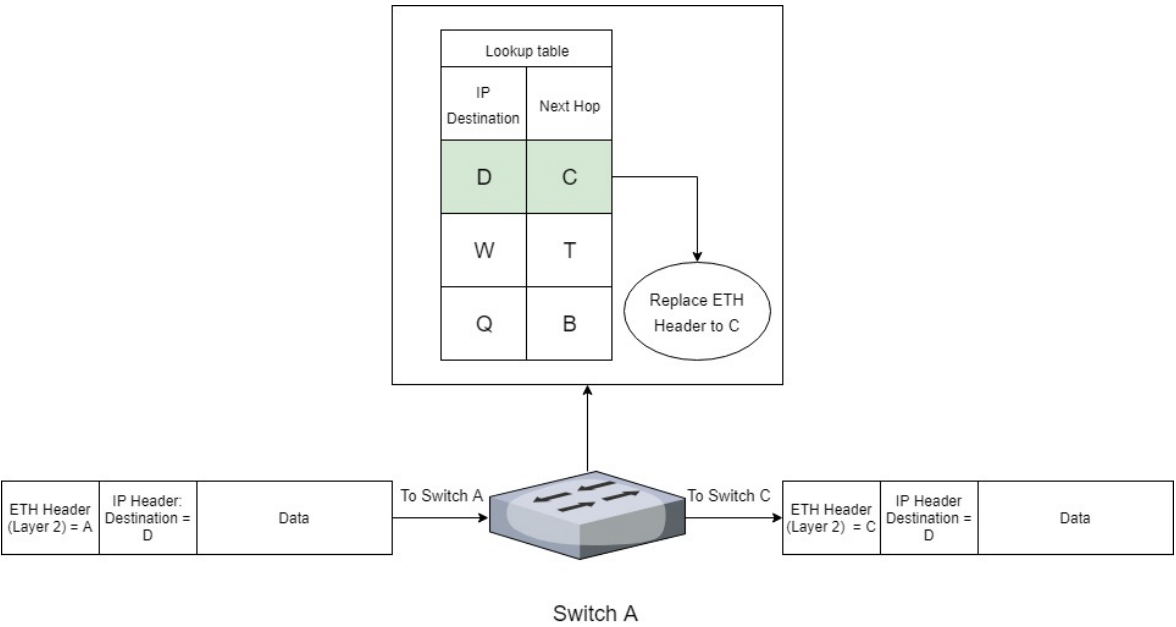 Lookup table
IP
Destination
Next Hop
D
C
W
T
Q
B
Replace ETH
Header to C
ETH Header
(Layer 2) = A
IP Header:
Destination =
D
Data
To Switch A
To Switch C
ETH Header
(Layer 2)  = C
IP Header
Destination =
D
Data
Switch A